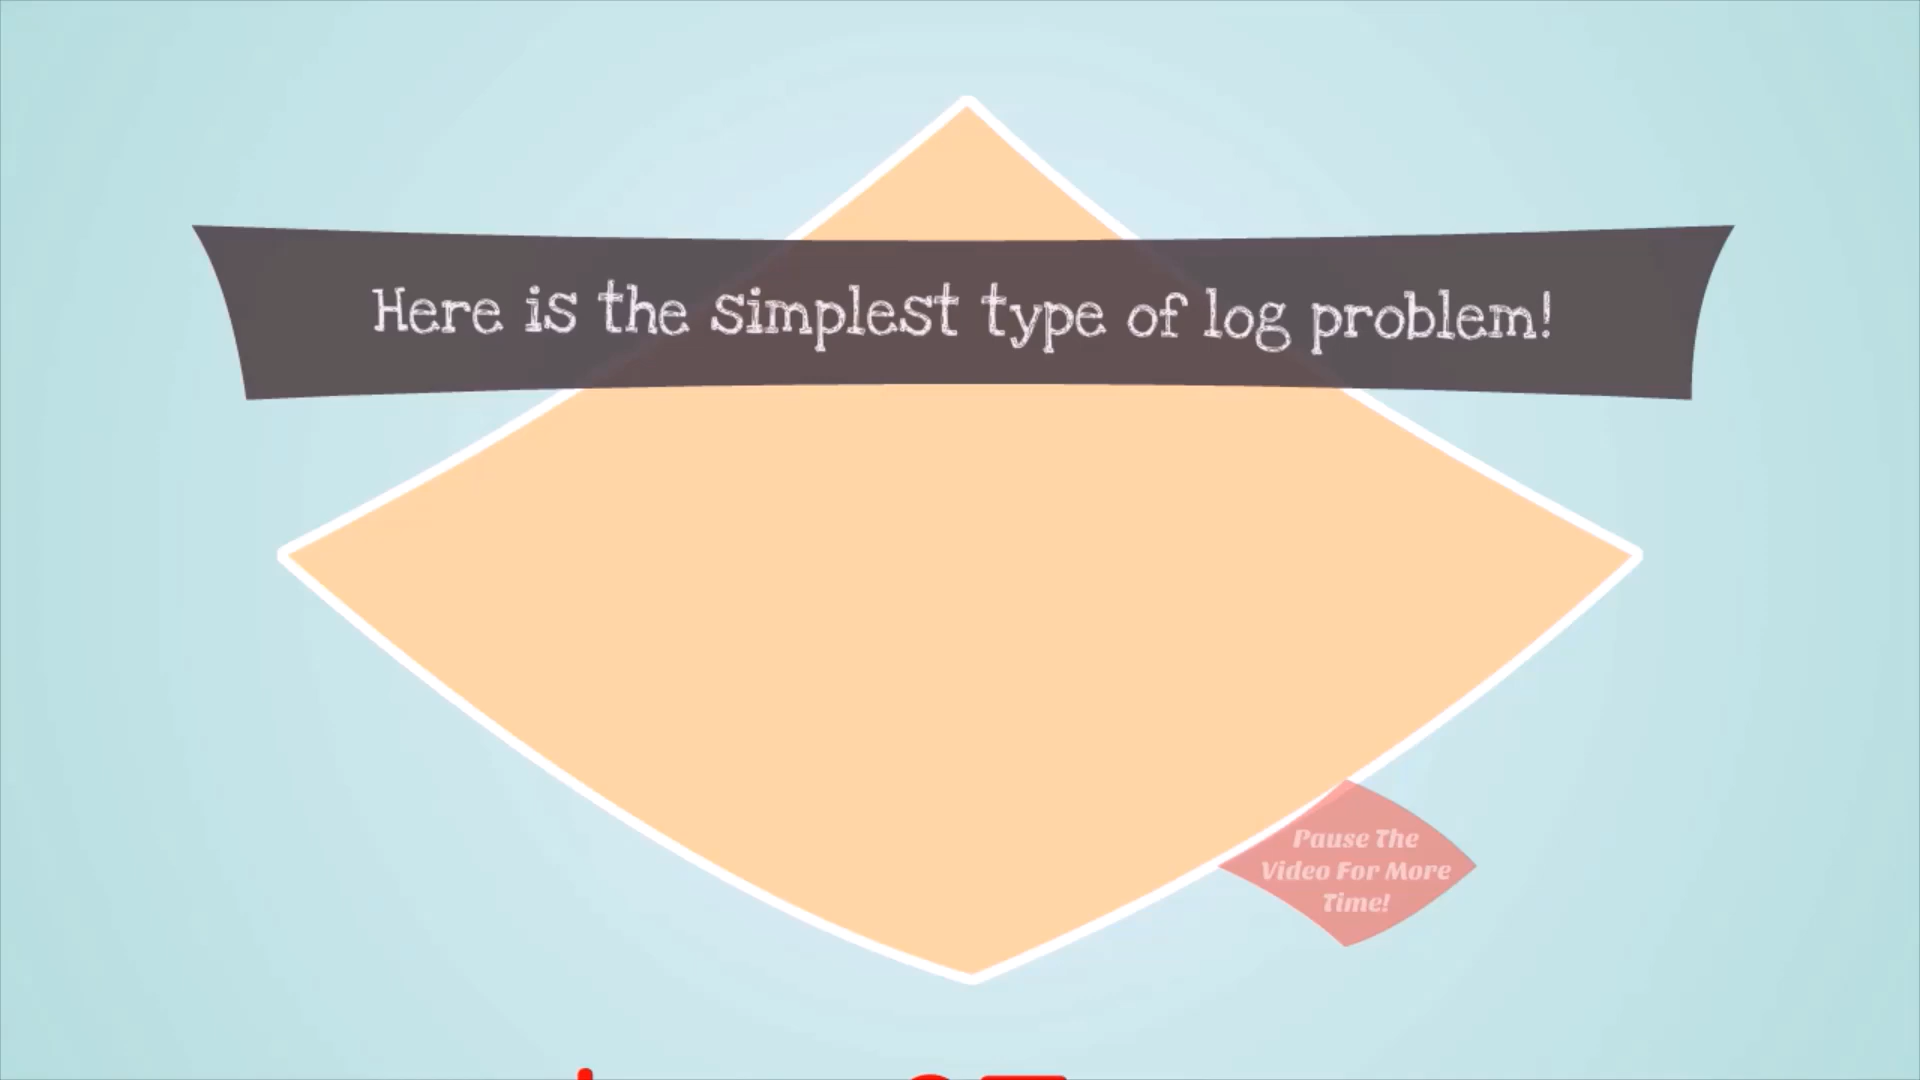 Here is the simplest type of log problem!
Pause The
Video For More
Time!